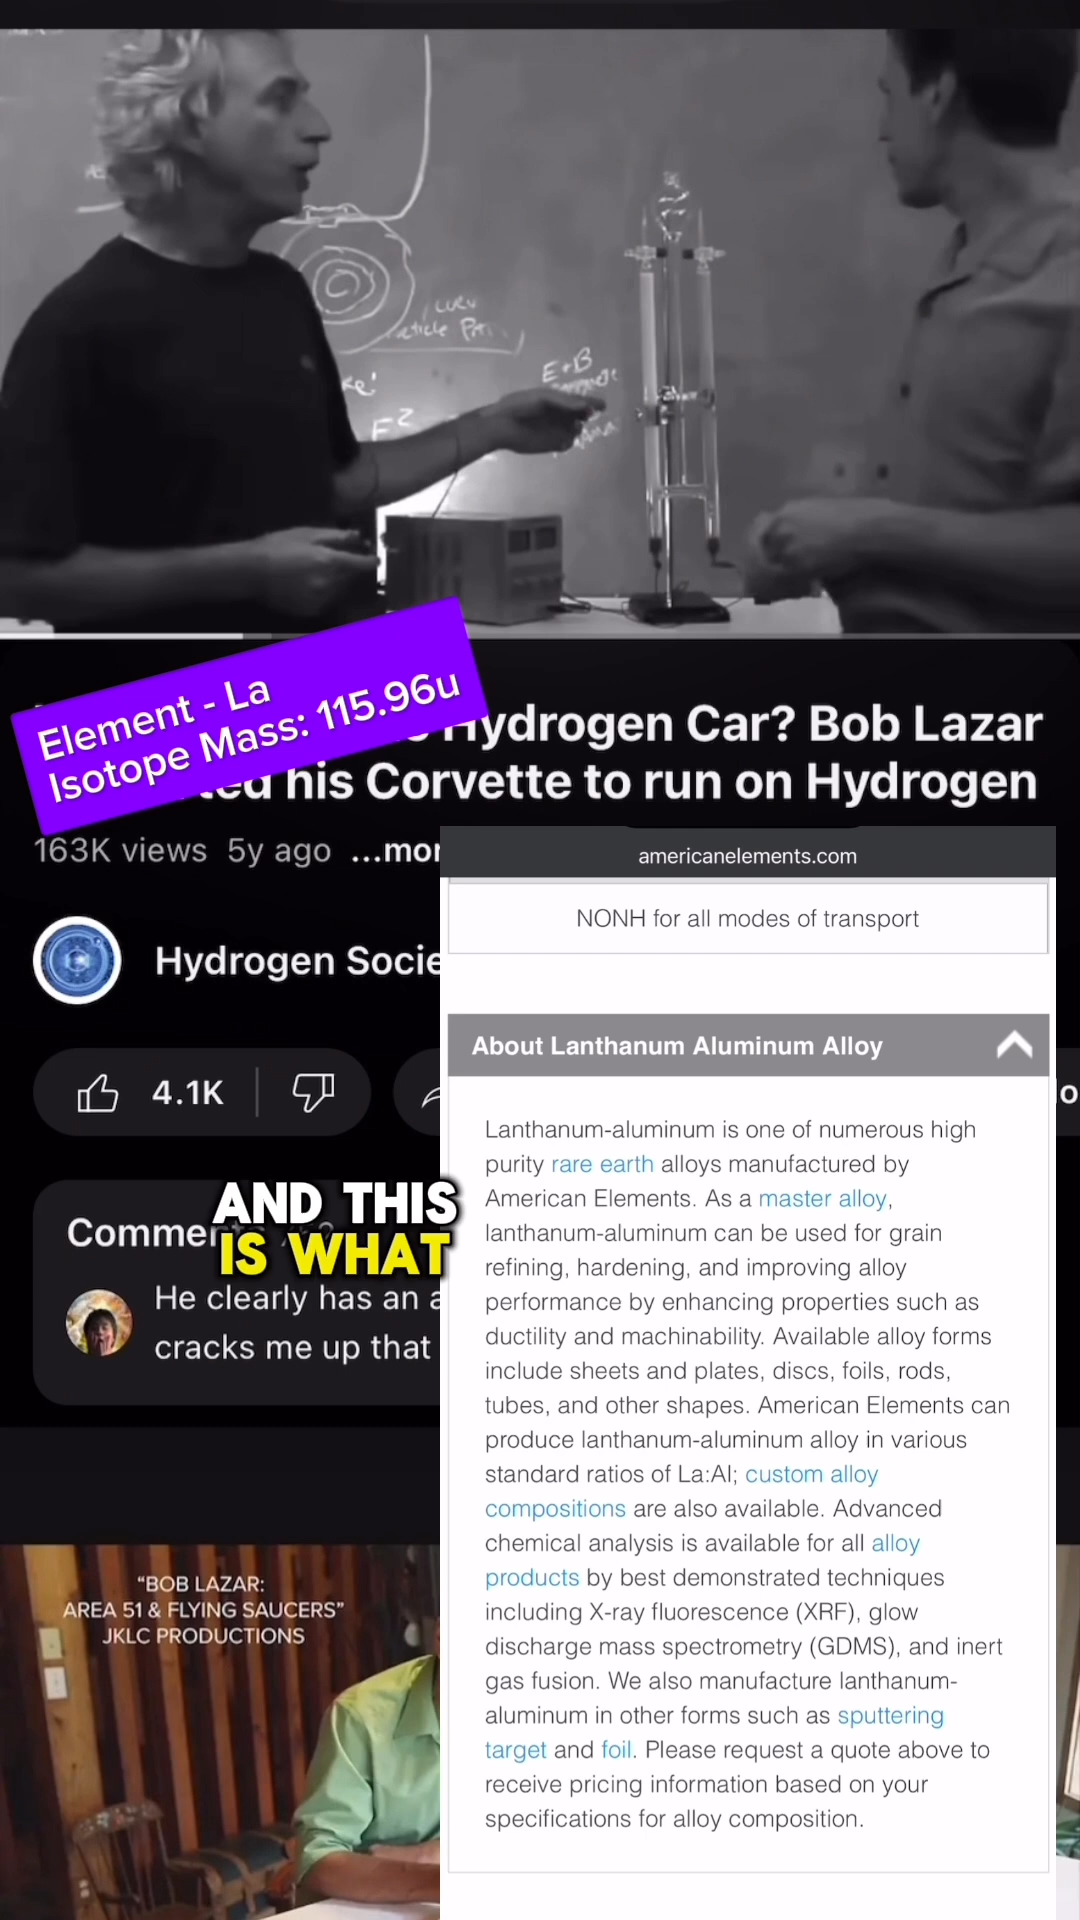 E+B
E²
Element - La
Isotope Mass: 115.96u
Hydrogen Car? Bob Lazar
his Corvette to run on Hydrogen
163K views 5y ago ...mor
Hydrogen Socie
4.1K
Commen
AND THIS
IS WHAT
He clearly has an a
cracks me up that
americanelements.com
NONH for all modes of transport
About Lanthanum Aluminum Alloy
Lanthanum-aluminum is one of numerous high
purity rare earth alloys manufactured by
American Elements. As a master alloy,
lanthanum-aluminum can be used for grain
refining, hardening, and improving alloy
performance by enhancing properties such as
ductility and machinability. Available alloy forms
include sheets and plates, discs, foils, rods,
tubes, and other shapes. American Elements can
produce lanthanum-aluminum alloy in various
standard ratios of La:Al; custom alloy
compositions are also available. Advanced
chemical analysis is available for all alloy
products by best demonstrated techniques
including X-ray fluorescence (XRF), glow
discharge mass spectrometry (GDMS), and inert
gas fusion. We also manufacture lanthanum-
aluminum in other forms such as sputtering
target and foil. Please request a quote above to
receive pricing information based on your
specifications for alloy composition.
"BOB LAZAR:
AREA 51 & FLYING SAUCERS"
JKLC PRODUCTIONS